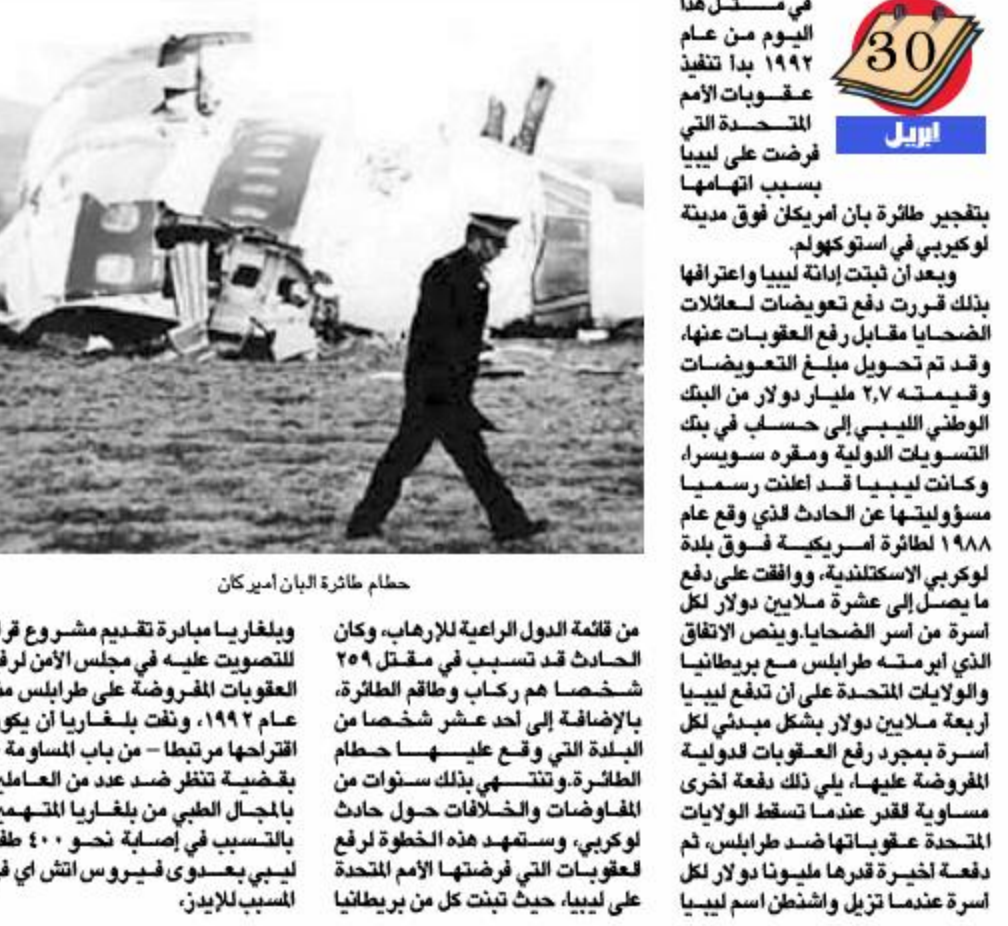 30
ابريل
في مثل هذا
اليوم من عام
١٩٩٢ بدأ تنفيذ
عقوبات الأمم
المتحدة التي
فرضت على ليبيا
بسبب اتهامها
بتفجير طائرة بان امريكان فوق مدينة
لوكيربي في استوكهولم.
وبعد أن ثبتت إدانة ليبيا واعترافها
بذلك قررت دفع تعويضات لعائلات
الضحايا مقابل رفع العقوبات عنها،
وقد تم تحويل مبلغ التعويضات
وقيمته ٢,٧ مليار دولار من البنك
الوطني الليبي إلى حساب في بنك
التسويات الدولية ومقره سويسرا،
وكانت ليبيا قد أعلنت رسميا
مسؤوليتها عن الحادث الذي وقع عام
١٩٨٨ لطائرة أمريكية فوق بلدة
لوكربي الاسكتلندية، ووافقت على دفع
ما يصل إلى عشرة ملايين دولار لكل
أسرة من أسر الضحايا.وينص الاتفاق
الذي أبرمته طرابلس مع بريطانيا
والولايات المتحدة على أن تدفع ليبيا
أربعة ملايين دولار بشكل مبدئي لكل
أسرة بمجرد رفع العقوبات الدولية
المفروضة عليها، يلي ذلك دفعة أخرى
مساوية القدر عندما تسقط الولايات
المتحدة عقوباتها ضد طرابلس، ثم
دفعة أخيرة قدرها مليونا دولار لكل
أسرة عندما تزيل واشنطن اسم ليبيا
حطام طائرة البان أميركان
من قائمة الدول الراعية للإرهاب، وكان
الحادث قد تسبب في مقتل ٢٥٩
شخصا هم ركاب وطاقم الطائرة،
بالإضافة إلى أحد عشر شخصا من
البلدة التي وقع عليها حطام
الطائرة.وتنتهي بذلك سنوات من
المفاوضات والخلافات حول حادث
لوكربي، وستمهد هذه الخطوة لرفع
العقوبات التي فرضتها الأمم المتحدة
على ليبيا، حيث تبنت كل من بريطانيا
وبلغاريا مبادرة تقديم مشروع
للتصويت عليه في مجلس الأمن
العقوبات المفروضة على طرابلس
عام ١٩٩٢، ونفت بلغاريا أن
اقتراحها مرتبطا – من باب المساومة
بقضية تنظر ضد عدد من
بالمجال الطبي من بلغاريا
بالتسبب في إصابة نحو ٤٠٠
ليبي بعدوى فيروس اتش اي
المسبب للإيدز.